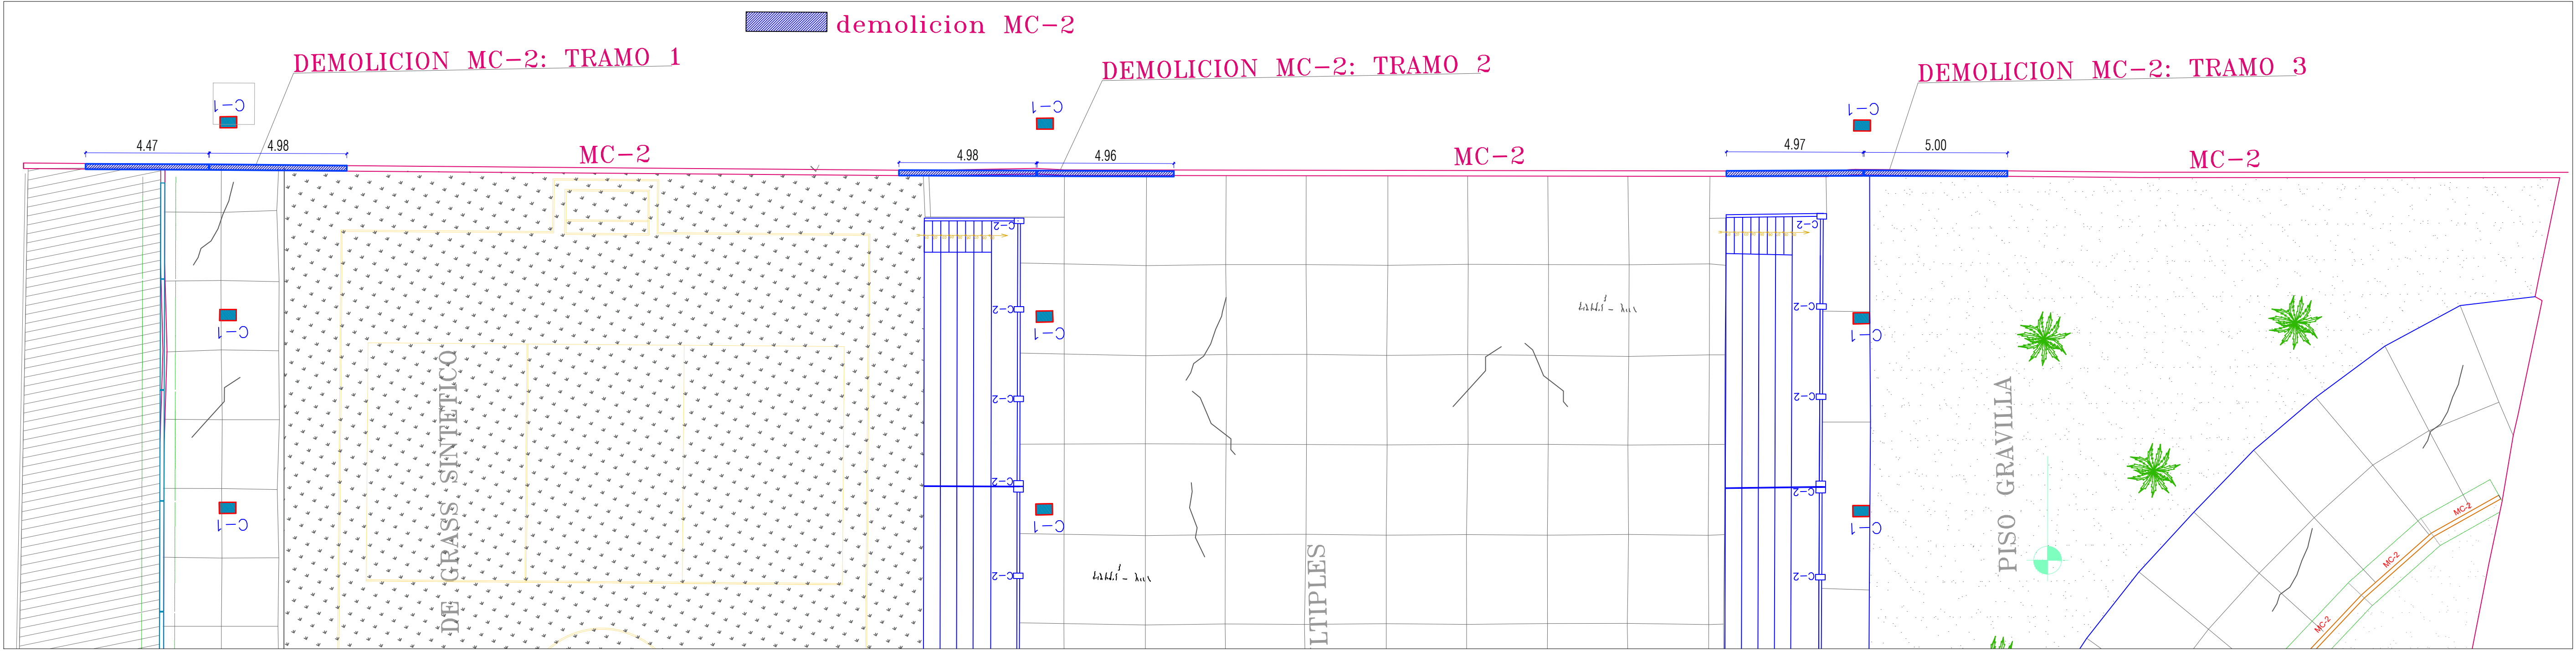 demolicion MC-2
DEMOLICION MC-2: TRAMO 1
DEMOLICION MC-2: TRAMO 2
DEMOLICION MC-2: TRAMO 3
C-1
C-1
C-1
4.47
4.98
MC-2
4.98
4.96
MC-2
4.97
5.00
MC-2
C-2
C-2
C-2
C-2
C-1
C-1
C-1
C-2
C-2
C-2
C-2
C-1
C-1
C-1
C-2
C-2
DE GRASS SINTETICO
LTIPLES
PISO GRAVILLA
MC-2
MC-2
MC-2